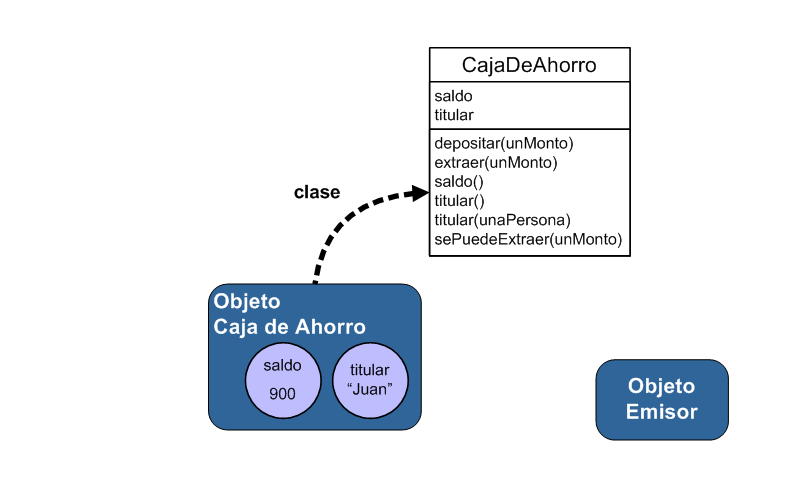 CajaDeAhorro
saldo
titular
depositar(unMonto)
extraer(unMonto)
saldo()
titular()
titular(unaPersona)
sePuedeExtraer(unMonto)
clase
Objeto
Caja de Ahorro
saldo
900
titular
“Juan”
Objeto
Emisor